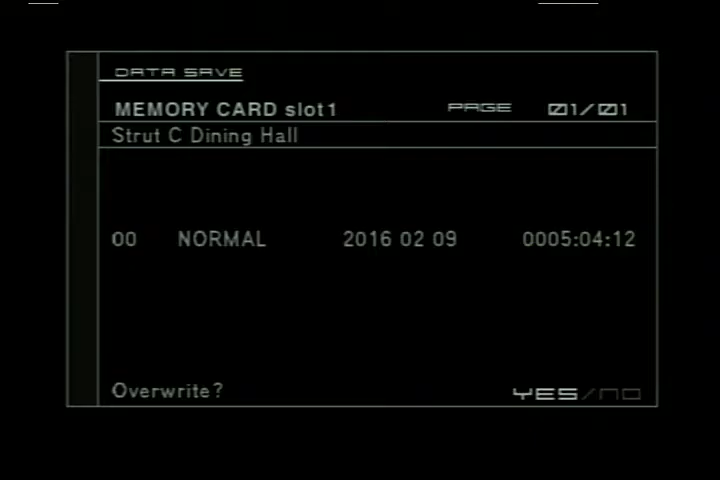 DATA SAVE
MEMORY CARD slot1 PAGE 01/01
Strut C Dining Hall
00 NORMAL 2016 02 09 0005:04:12
Overwrite? YES/NO